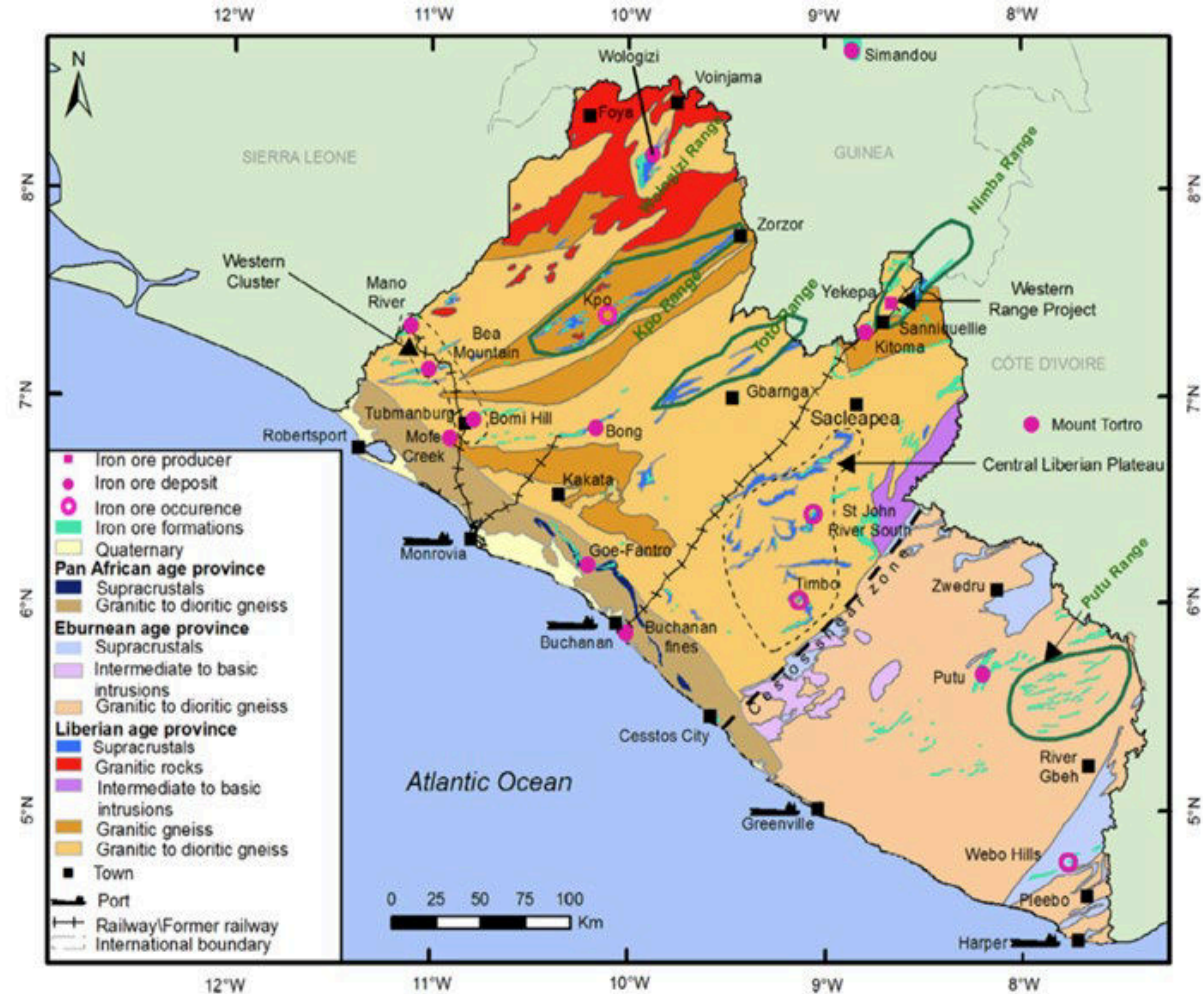 12°W
11°W
10°W
9°W
8°W
N
Wologizi
Voinjama
Simandou
Foya
SIERRA LEONE
GUINEA
8°N
8°N
Wologizi Range
Nimba Range
Zorzor
Western
Cluster
Mano
River
Kpo
Kpo Range
Toto Range
Yekepa
Western
Range Project
Sanniquellie
Kitoma
Bea
Mountain
CÔTE D'IVOIRE
7°N
7°N
Gbarnga
Sacleapea
Tubmanburg
Bomi Hill
Mount Tortro
Robertsport
Mofe
Creek
Bong
Central Liberian Plateau
Kakata
St John
River South
Monrovia
Goe-Fantro
Zwedru
Putu Range
6°N
6°N
Timbo
Buchanan
Buchanan
fines
Cestos shear zone
Putu
Cesstos City
River
Gbeh
Atlantic Ocean
5°N
5°N
Greenville
Webo Hills
Pleebo
Harper
Iron ore producer
Iron ore deposit
Iron ore occurence
Iron ore formations
Quaternary
Pan African age province
Supracrustals
Granitic to dioritic gneiss
Eburnean age province
Supracrustals
Intermediate to basic
intrusions
Granitic to dioritic gneiss
Liberian age province
Supracrustals
Granitic rocks
Intermediate to basic
intrusions
Granitic gneiss
Granitic to dioritic gneiss
Town
Port
Railway\Former railway
International boundary
0 25 50 75 100
Km
12°W
11°W
10°W
9°W
8°W